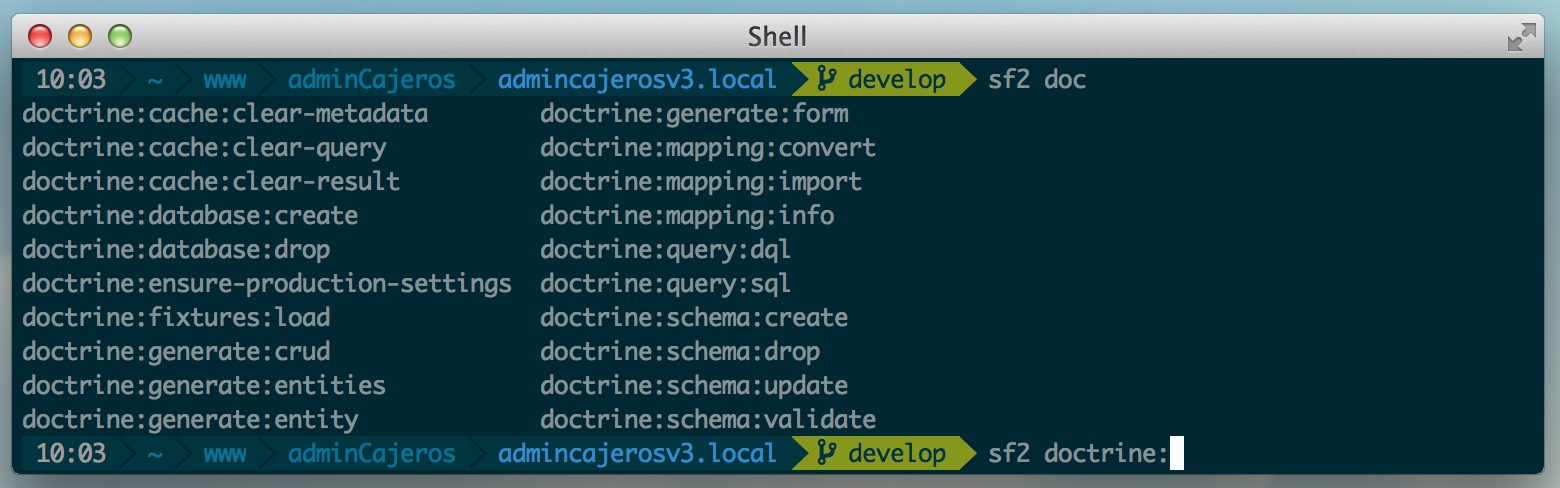 Shell
10:03 ~ www adminCajeros admincajerosv3.local develop sf2 doc
doctrine:cache:clear-metadata doctrine:generate:form
doctrine:cache:clear-query doctrine:mapping:convert
doctrine:cache:clear-result doctrine:mapping:import
doctrine:database:create doctrine:mapping:info
doctrine:database:drop doctrine:query:dql
doctrine:ensure-production-settings doctrine:query:sql
doctrine:fixtures:load doctrine:schema:create
doctrine:generate:crud doctrine:schema:drop
doctrine:generate:entities doctrine:schema:update
doctrine:generate:entity doctrine:schema:validate
10:03 ~ www adminCajeros admincajerosv3.local develop sf2 doctrine: